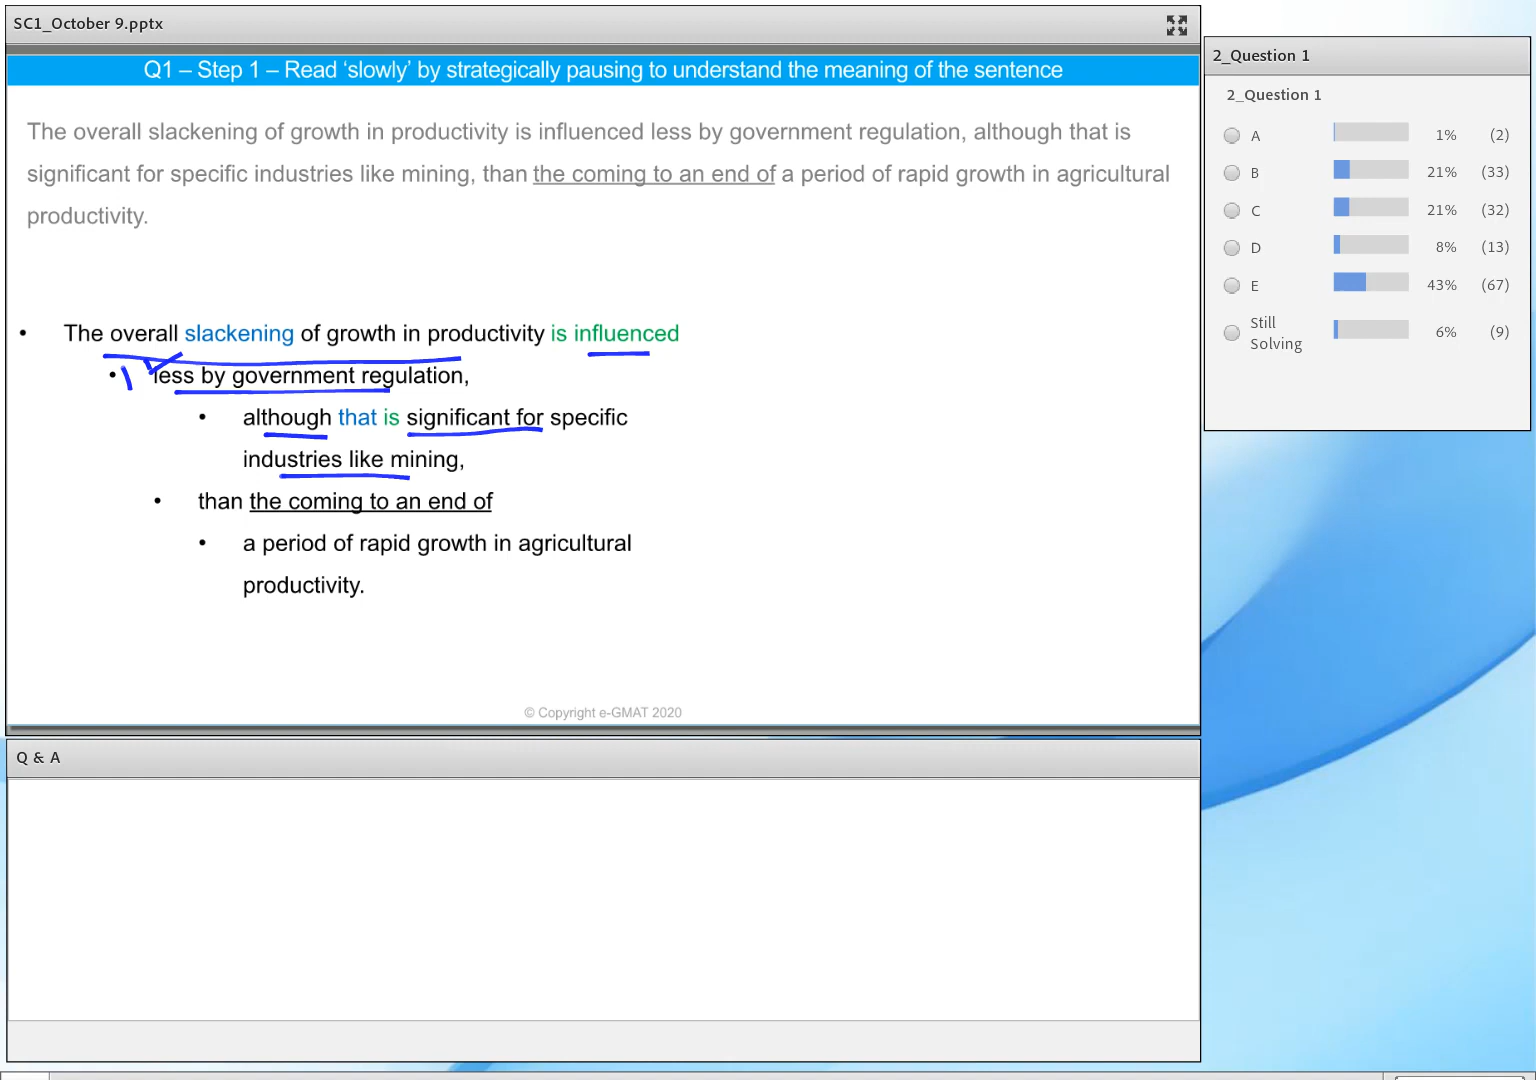 SC1_October 9.pptx
Q1 – Step 1 – Read ‘slowly’ by strategically pausing to understand the meaning of the sentence
The overall slackening of growth in productivity is influenced less by government regulation, although that is
significant for specific industries like mining, than the coming to an end of a period of rapid growth in agricultural
productivity.
• The overall slackening of growth in productivity is influenced
• less by government regulation,
• although that is significant for specific
industries like mining,
• than the coming to an end of
• a period of rapid growth in agricultural
productivity.
© Copyright e-GMAT 2020
2_Question 1
2_Question 1
A 1% (2)
B 21% (33)
C 21% (32)
D 8% (13)
E 43% (67)
Still
Solving 6% (9)
Q & A